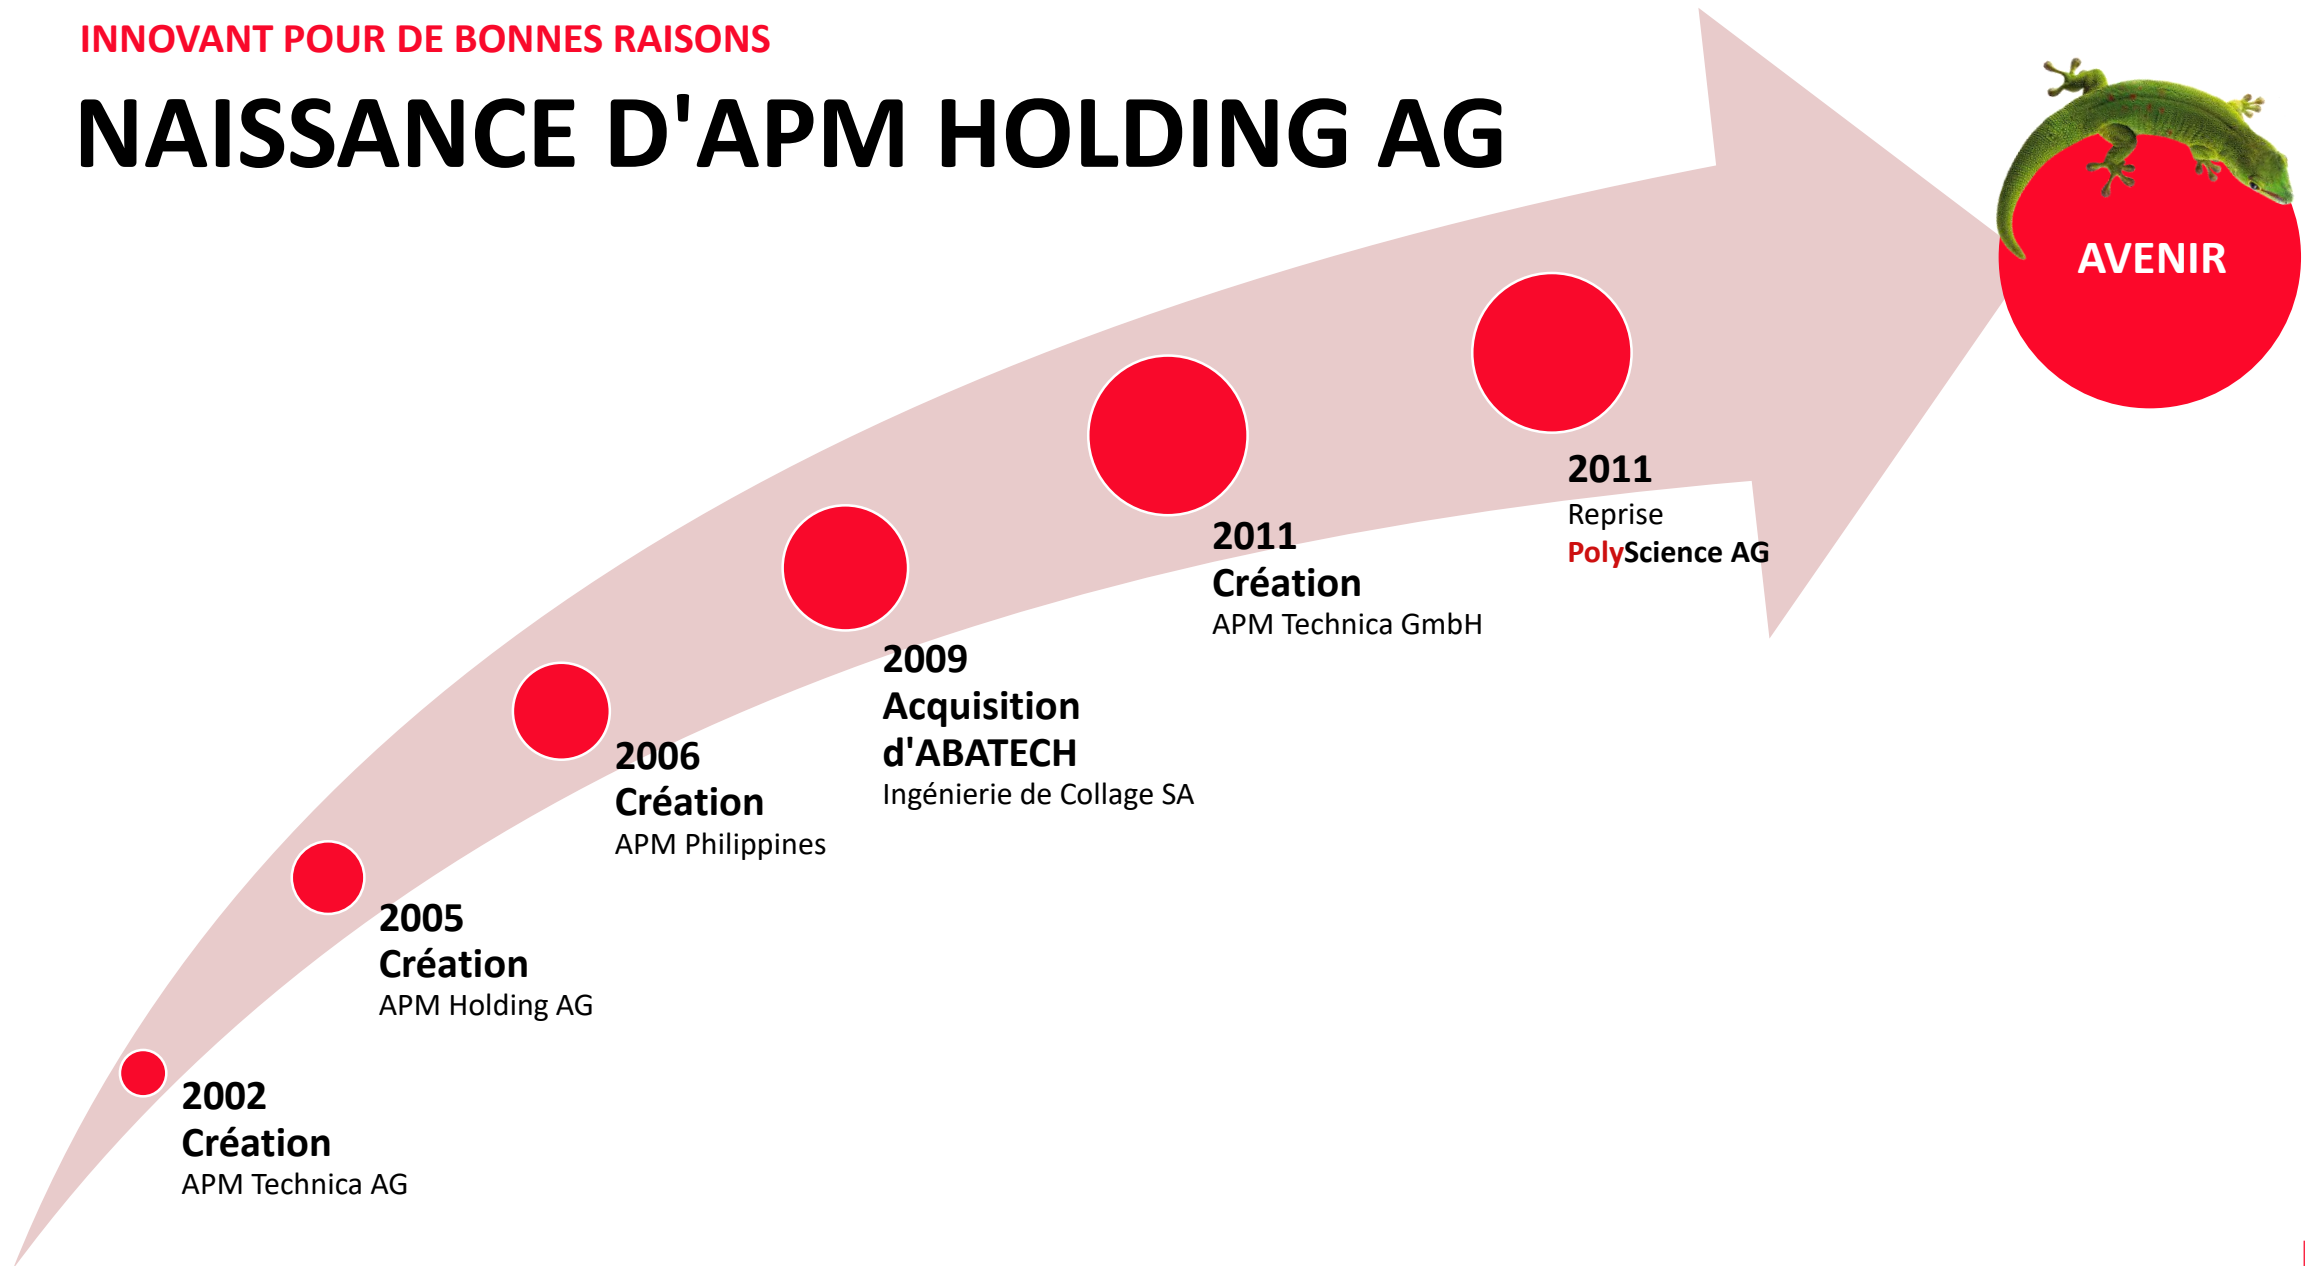 INNOVANT POUR DE BONNES RAISONS
NAISSANCE D'APM HOLDING AG
AVENIR
2011
Reprise
PolyScience AG
2011
Création
APM Technica GmbH
2009
Acquisition
d'ABATECH
Ingénierie de Collage SA
2006
Création
APM Philippines
2005
Création
APM Holding AG
2002
Création
APM Technica AG